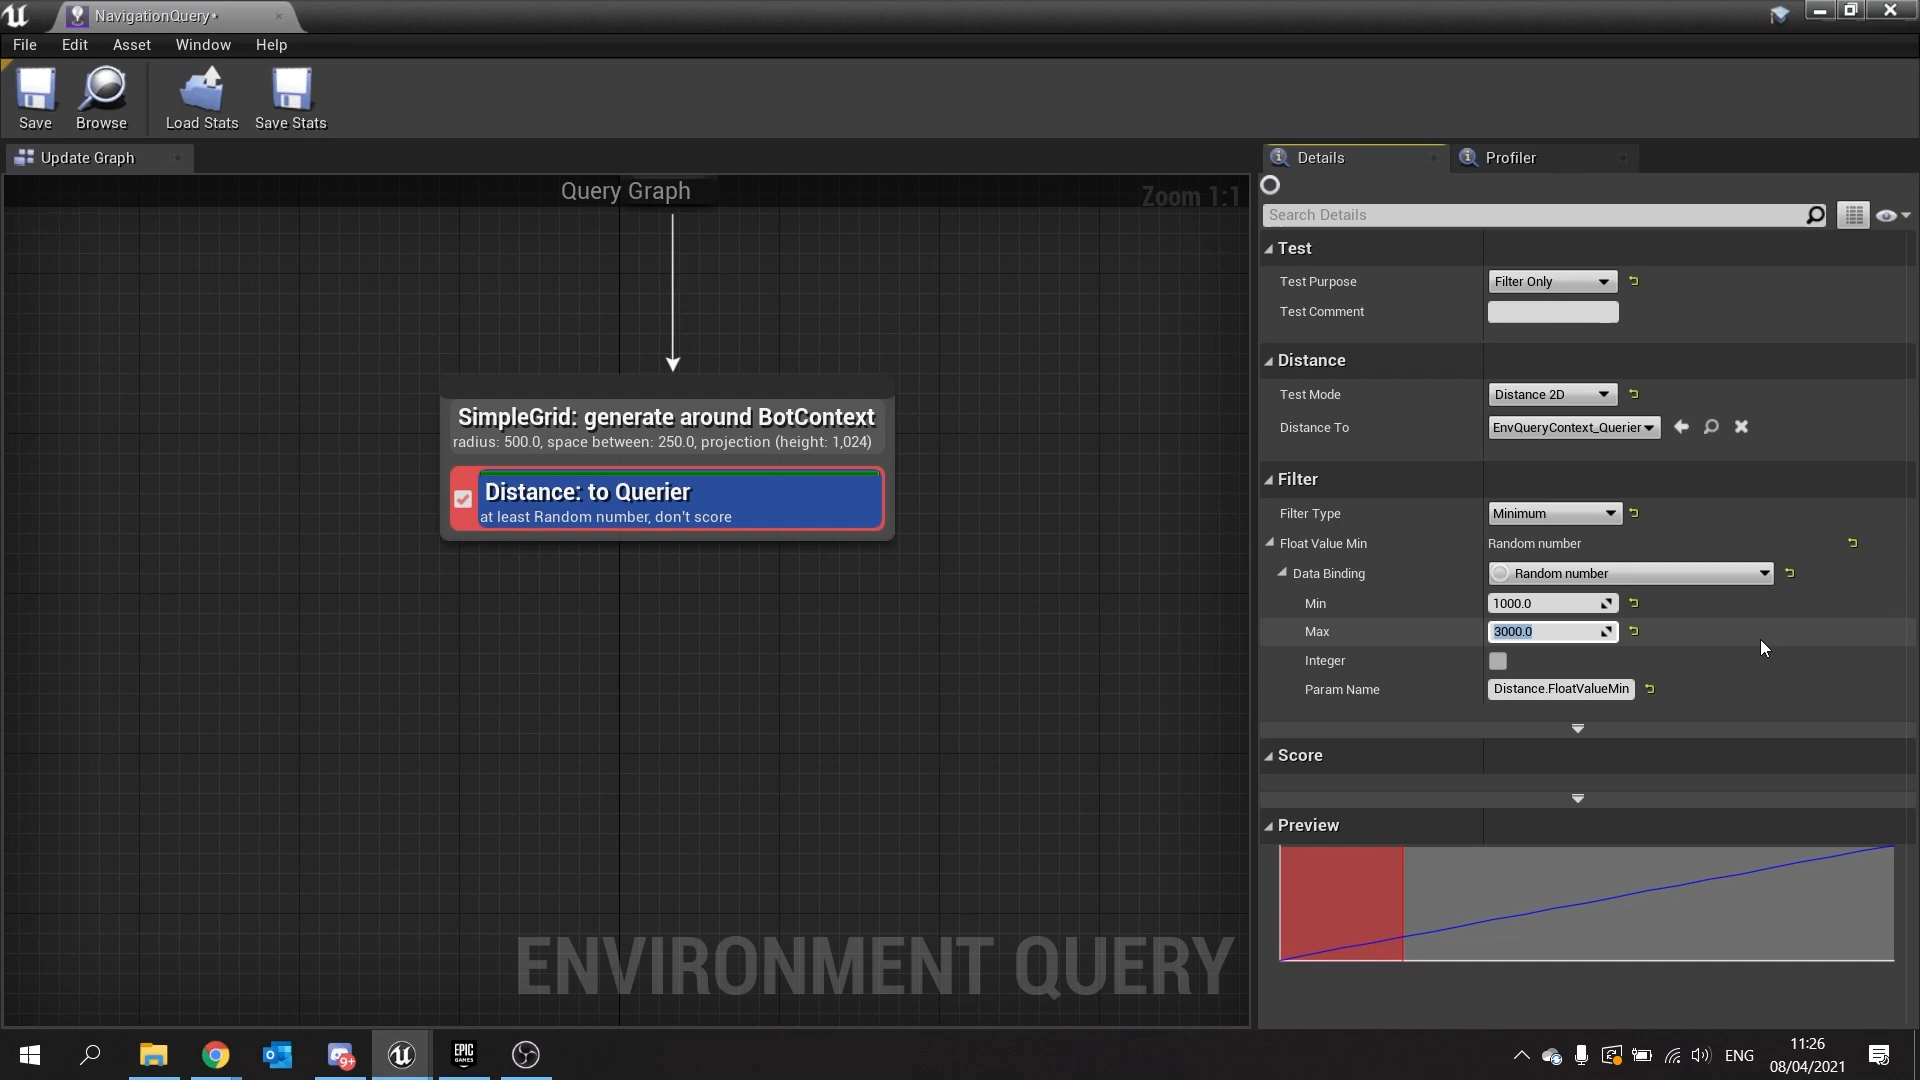 NavigationQuery*
File Edit Asset Window Help
Save Browse Load Stats Save Stats
Update Graph
Query Graph
Zoom 1:1
SimpleGrid: generate around BotContext
radius: 500.0, space between: 250.0, projection (height: 1,024)
Distance: to Querier
at least Random number, don't score
ENVIRONMENT QUERY
Details Profiler
Search Details
Test
Test Purpose Filter Only
Test Comment
Distance
Test Mode Distance 2D
Distance To EnvQueryContext_Querier
Filter
Filter Type Minimum
Float Value Min Random number
Data Binding Random number
Min 1000.0
Max 3000.0
Integer
Param Name Distance.FloatValueMin
Score
Preview
9+
EPIC
GAMES
ENG
11:26
08/04/2021